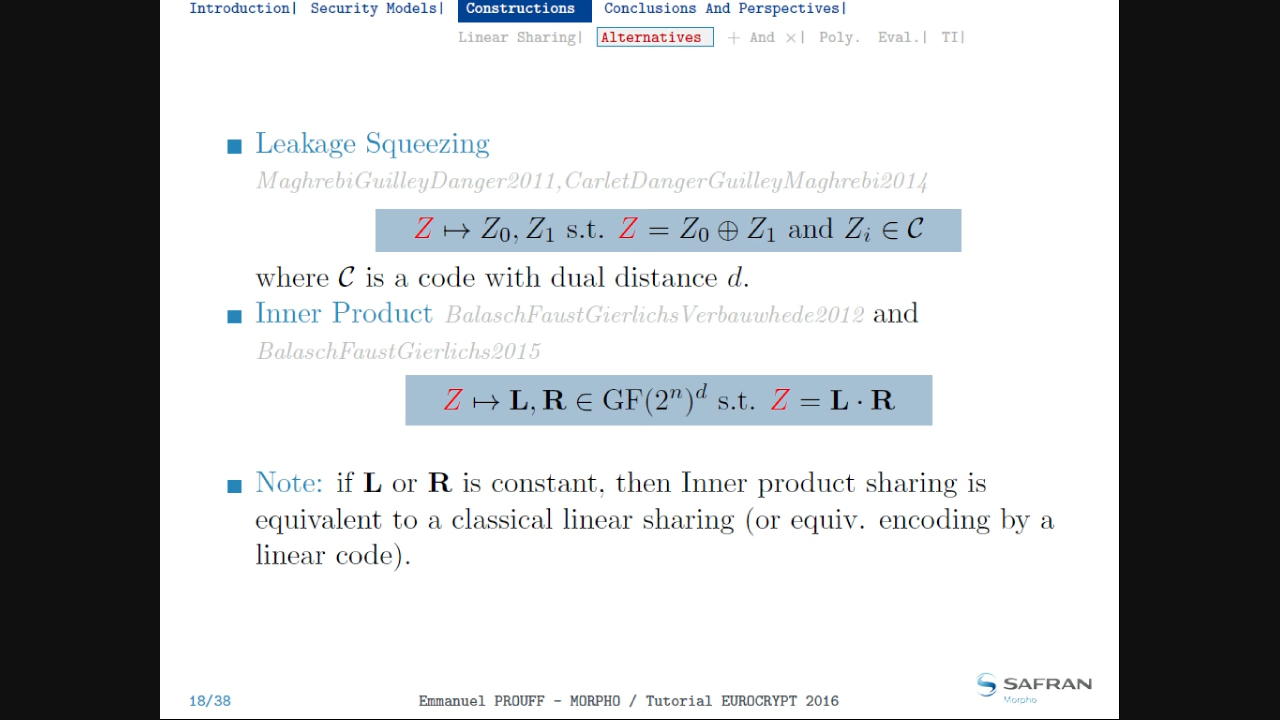 Introduction| Security Models| Constructions Conclusions And Perspectives|
Linear Sharing| Alternatives + And ×| Poly. Eval.| TI|
Leakage Squeezing
MaghrebiGuilleyDanger2011,CarletDangerGuilleyMaghrebi2014
Z ↦ Z₀, Z₁ s.t. Z = Z₀ ⊕ Z₁ and Zᵢ ∈ 𝒞
where 𝒞 is a code with dual distance d.
Inner Product BalaschFaustGierlichsVerbauwhede2012 and
BalaschFaustGierlichs2015
Z ↦ L, R ∈ GF(2ⁿ)ᵈ s.t. Z = L · R
Note: if L or R is constant, then Inner product sharing is
equivalent to a classical linear sharing (or equiv. encoding by a
linear code).
18/38 Emmanuel PROUFF - MORPHO / Tutorial EUROCRYPT 2016
SAFRAN
Morpho